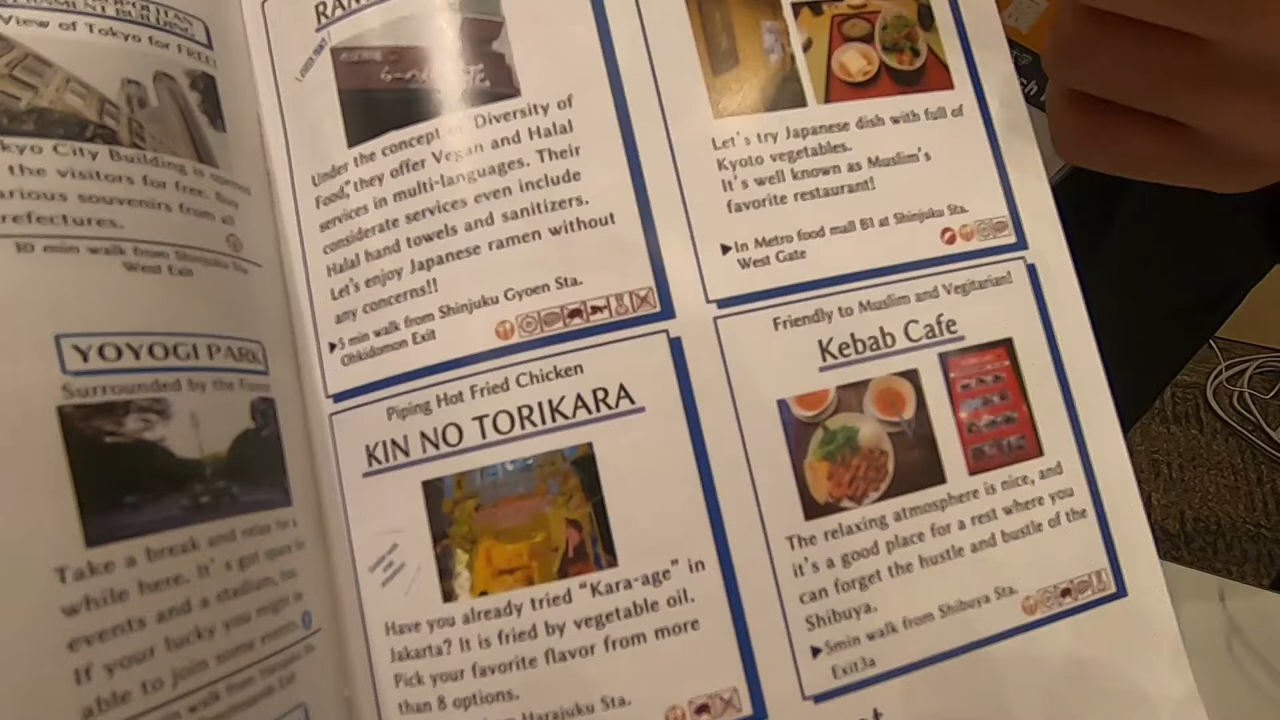 View of Tokyo for FREE!
kyo City Building is opened
the visitors for free. Buy
arious souvenirs from all
refectures.
10 min walk from Shinjuku Sta.
West Exit
YOYOGI PARK
Surrounded by the
Take a break and relax for a
while here. It's got space
events and a stadium, too.
If your lucky you might
able to join some
RAM
Under the concept of "Diversity of
Food," they offer Vegan and Halal
services in multi-languages. Their
considerate services even include
Halal hand towels and sanitizers.
Let's enjoy Japanese ramen without
any concerns!!
▶5 min walk from Shinjuku Gyoen Sta.
Ohkidomon Exit
Piping Hot Fried Chicken
KIN NO TORIKARA
Have you already tried "Kara-age" in
Jakarta? It is fried by vegetable oil.
Pick your favorite flavor from more
than 8 options.
Harajuku Sta.
Let's try Japanese dish with full of
Kyoto vegetables.
It's well known as Muslim's
favorite restaurant!
▶In Metro food mall B1 at Shinjuku Sta.
West Gate
Friendly to Muslim and Vegitarian!
Kebab Cafe
The relaxing atmosphere is nice, and
it's a good place for a rest where you
can forget the hustle and bustle of the
Shibuya.
▶5min walk from Shibuya Sta.
Exit3a